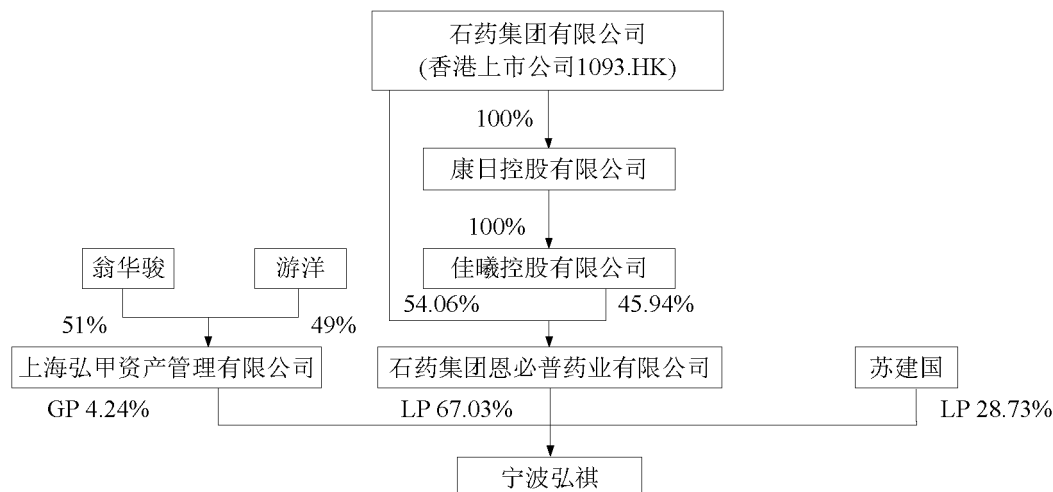 石药集团有限公司
(香港上市公司1093.HK)
100%
康日控股有限公司
100%
翁华骏
游洋
佳曦控股有限公司
51%
49%
54.06%
45.94%
上海弘甲资产管理有限公司
石药集团恩必普药业有限公司
苏建国
GP 4.24%
LP 67.03%
LP 28.73%
宁波弘祺